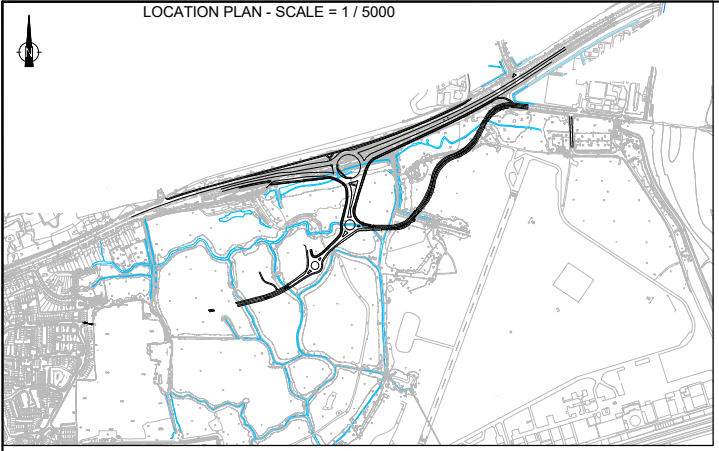 LOCATION PLAN - SCALE = 1 / 5000
N